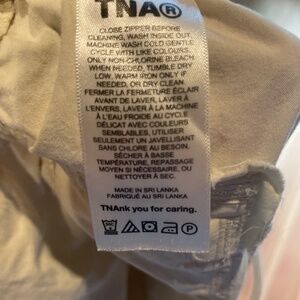 TNA®
CLOSE ZIPPER BEFORE
CLEANING, WASH INSIDE OUT,
MACHINE WASH COLD GENTLE
CYCLE WITH LIKE COLOURS.
ONLY NON-CHLORINE BLEACH
WHEN NEEDED, TUMBLE DRY
LOW, WARM IRON ONLY IF
NEEDED, OR DRY CLEAN.
FERMER LA FERMETURE ÉCLAIR
AVANT DE LAVER, LAVER À
L'ENVERS, LAVER À LA MACHINE
À L'EAU FROIDE AU CYCLE
DÉLICAT AVEC COULEURS
SEMBLABLES, UTILISER
SEULEMENT UN JAVELLISANT
SANS CHLORE AU BESOIN,
SÉCHER À BASSE
TEMPÉRATURE, REPASSAGE
MOYEN SI NÉCESSAIRE, OU
NETTOYER À SEC.
MADE IN SRI LANKA
FABRIQUÉ AU SRI LANKA
TNAnk you for caring.
P